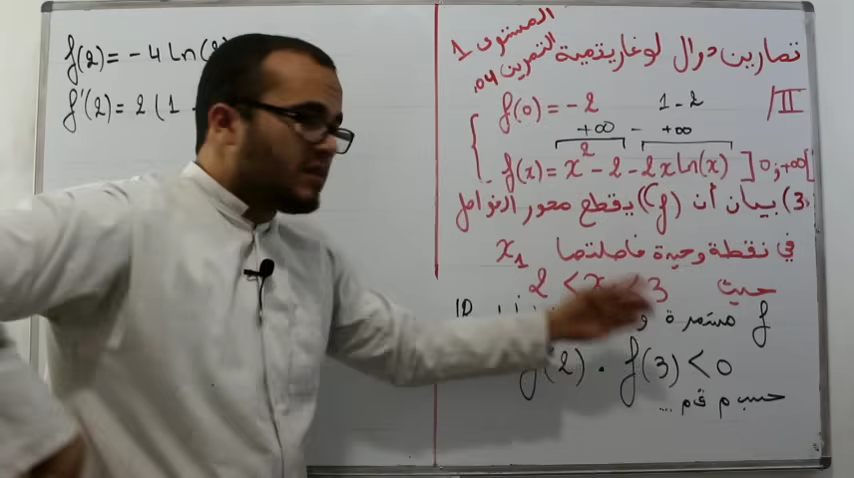 تمارين دوال لوغاريتمية المستوى 1
التمرين 04.
II/
f(0) = -2 1-2
+∞ - +∞
f(x) = x² - 2 - 2x ln(x) ]0;+∞[
3) بيان أن (Cf) يقطع محور الفواصل
في نقطة وحيدة فاصلتها x₁
حيث 2 < x 3
f مستمرة و
f(2) . f(3) < 0
حسب م ق م ...
f(2) = -4 Ln(2)
f'(2) = 2 (1 -